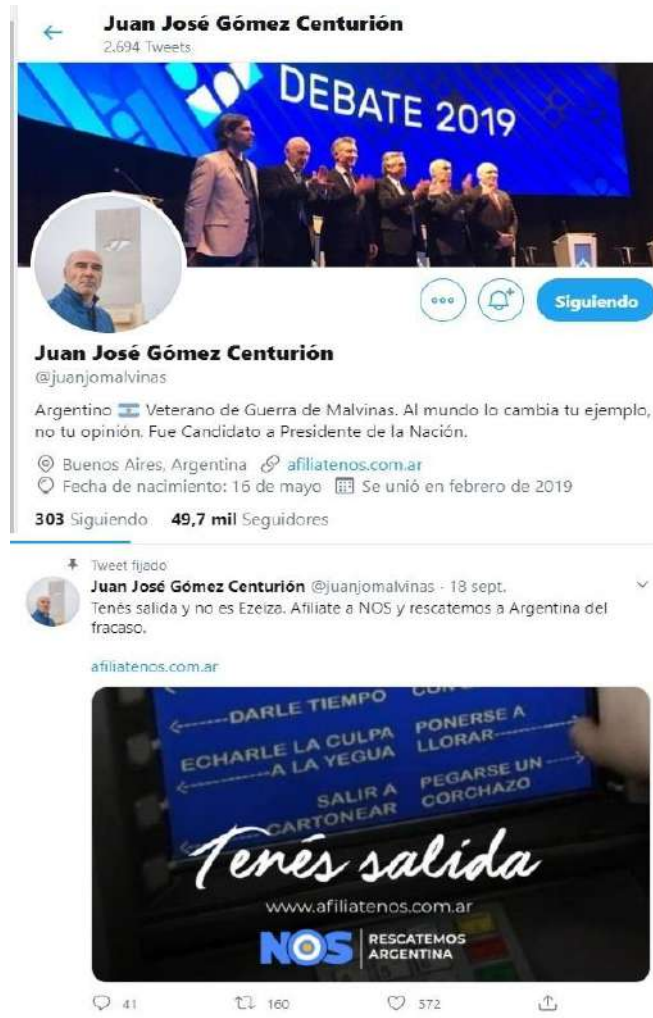 Juan José Gómez Centurión
2.694 Tweets
DEBATE 2019
Siguiendo
Juan José Gómez Centurión
@juanjomalvinas
Argentino 🇦🇷 Veterano de Guerra de Malvinas. Al mundo lo cambia tu ejemplo,
no tu opinión. Fue Candidato a Presidente de la Nación.
Buenos Aires, Argentina afiliatenos.com.ar
Fecha de nacimiento: 16 de mayo Se unió en febrero de 2019
303 Siguiendo 49,7 mil Seguidores
Tweet fijado
Juan José Gómez Centurión @juanjomalvinas · 18 sept.
Tenés salida y no es Ezeiza. Afiliate a NOS y rescatemos a Argentina del
fracaso.
afiliatenos.com.ar
DARLE TIEMPO
ECHARLE LA CULPA
A LA YEGUA
PONERSE A
LLORAR
SALIR A
CARTONEAR
PEGARSE UN
CORCHAZO
Tenés salida
www.afiliatenos.com.ar
NOS RESCATEMOS
ARGENTINA
41 160 572